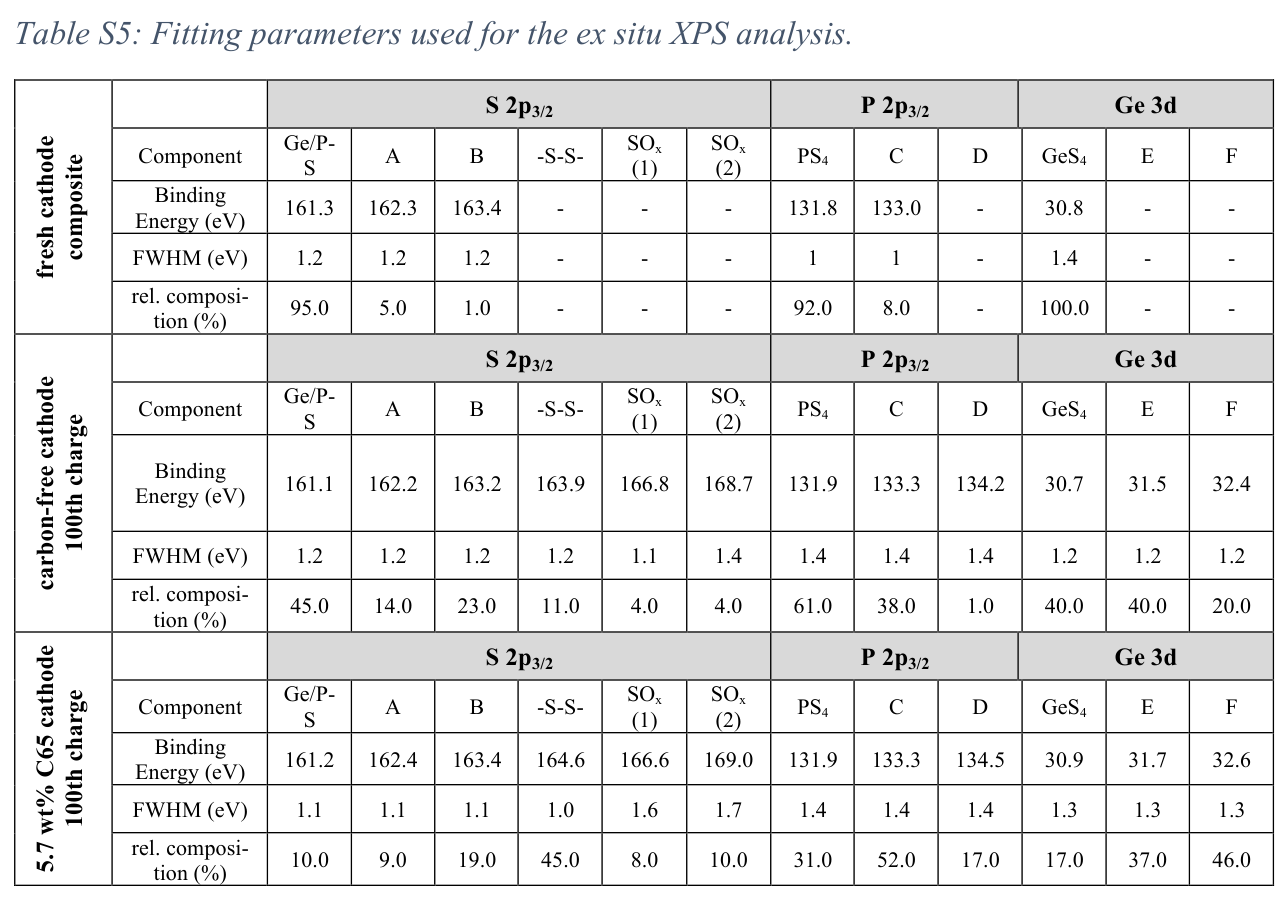 Table S5: Fitting parameters used for the ex situ XPS analysis.
fresh cathode
composite
S 2p3/2 P 2p3/2 Ge 3d
Component Ge/P-S A B -S-S- SOx (1) SOx (2) PS4 C D GeS4 E F
Binding Energy (eV) 161.3 162.3 163.4 - - - 131.8 133.0 - 30.8 - -
FWHM (eV) 1.2 1.2 1.2 - - - 1 1 - 1.4 - -
rel. composi-tion (%) 95.0 5.0 1.0 - - - 92.0 8.0 - 100.0 - -
carbon-free cathode
100th charge
S 2p3/2 P 2p3/2 Ge 3d
Component Ge/P-S A B -S-S- SOx (1) SOx (2) PS4 C D GeS4 E F
Binding Energy (eV) 161.1 162.2 163.2 163.9 166.8 168.7 131.9 133.3 134.2 30.7 31.5 32.4
FWHM (eV) 1.2 1.2 1.2 1.2 1.1 1.4 1.4 1.4 1.4 1.2 1.2 1.2
rel. composi-tion (%) 45.0 14.0 23.0 11.0 4.0 4.0 61.0 38.0 1.0 40.0 40.0 20.0
5.7 wt% C65 cathode
100th charge
S 2p3/2 P 2p3/2 Ge 3d
Component Ge/P-S A B -S-S- SOx (1) SOx (2) PS4 C D GeS4 E F
Binding Energy (eV) 161.2 162.4 163.4 164.6 166.6 169.0 131.9 133.3 134.5 30.9 31.7 32.6
FWHM (eV) 1.1 1.1 1.1 1.0 1.6 1.7 1.4 1.4 1.4 1.3 1.3 1.3
rel. composi-tion (%) 10.0 9.0 19.0 45.0 8.0 10.0 31.0 52.0 17.0 17.0 37.0 46.0